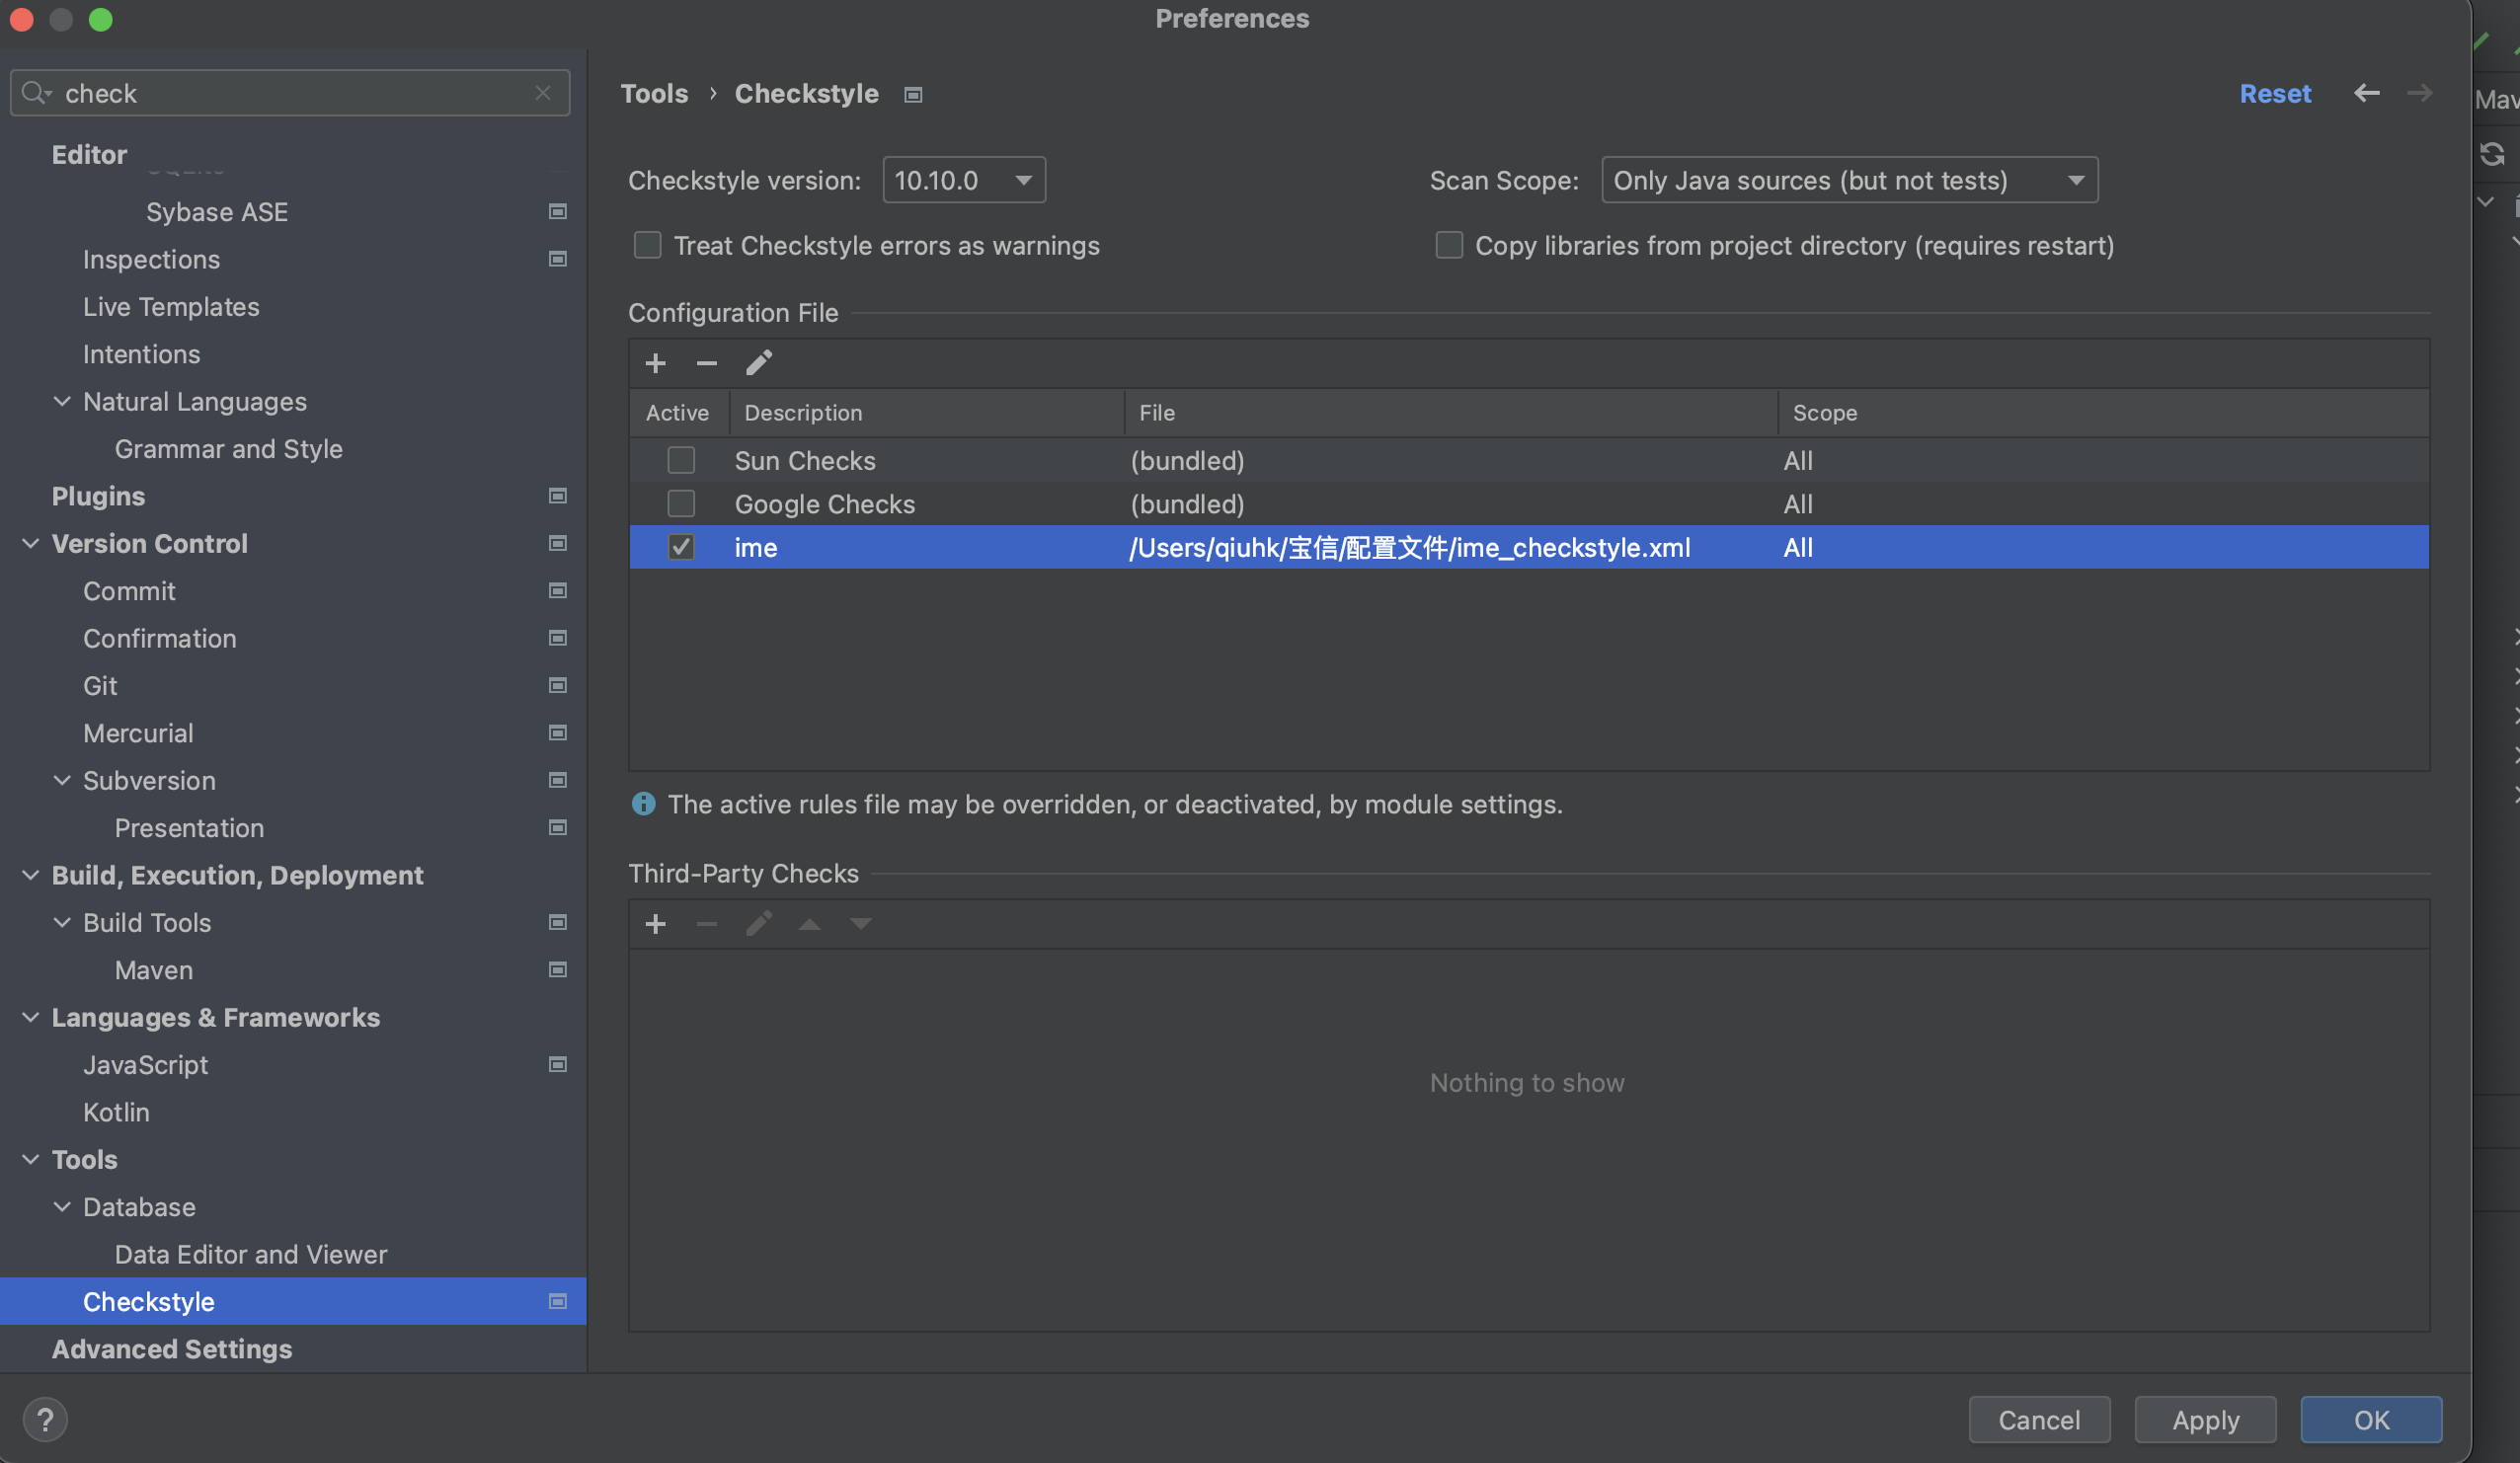 Preferences
check
Editor
Sybase ASE
Inspections
Live Templates
Intentions
Natural Languages
Grammar and Style
Plugins
Version Control
Commit
Confirmation
Git
Mercurial
Subversion
Presentation
Build, Execution, Deployment
Build Tools
Maven
Languages & Frameworks
JavaScript
Kotlin
Tools
Database
Data Editor and Viewer
Checkstyle
Advanced Settings
Tools › Checkstyle
Reset
Checkstyle version: 10.10.0
Scan Scope: Only Java sources (but not tests)
Treat Checkstyle errors as warnings
Copy libraries from project directory (requires restart)
Configuration File
Active Description File Scope
Sun Checks (bundled) All
Google Checks (bundled) All
ime /Users/qiuhk/宝信/配置文件/ime_checkstyle.xml All
The active rules file may be overridden, or deactivated, by module settings.
Third-Party Checks
Nothing to show
? Cancel Apply OK